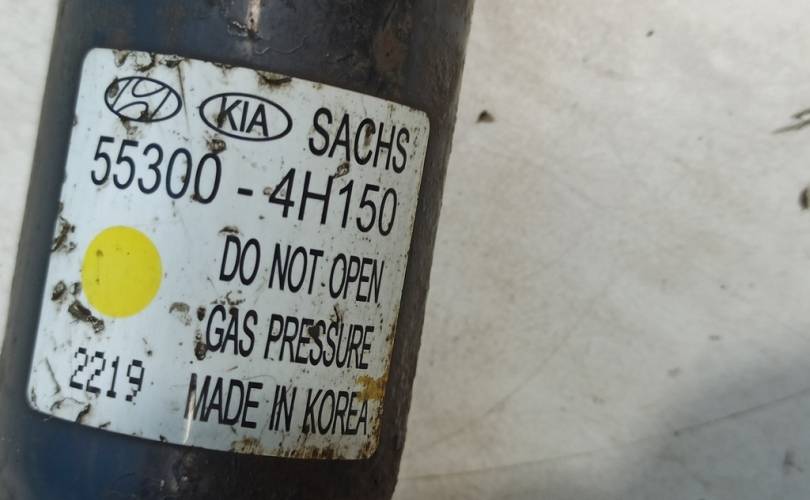 KIA SACHS
55300 - 4H150
DO NOT OPEN
GAS PRESSURE
2219 MADE IN KOREA